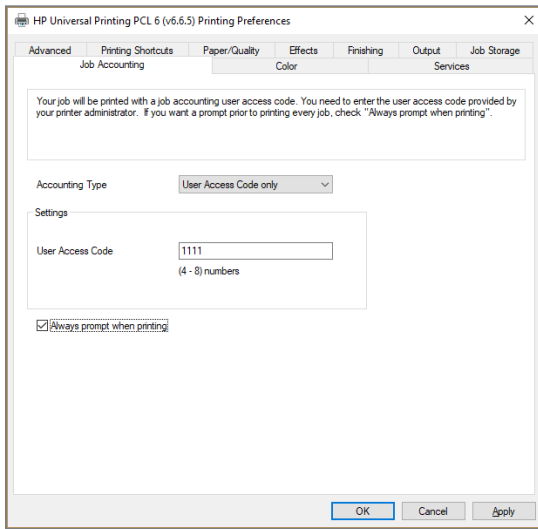 HP Universal Printing PCL 6 (v6.6.5) Printing Preferences
Advanced Printing Shortcuts Paper/Quality Effects Finishing Output Job Storage
Job Accounting Color Services
Your job will be printed with a job accounting user access code. You need to enter the user access code provided by
your printer administrator. If you want a prompt prior to printing every job, check "Always prompt when printing".
Accounting Type User Access Code only
Settings
User Access Code 1111
(4 - 8) numbers
Always prompt when printing
OK Cancel Apply